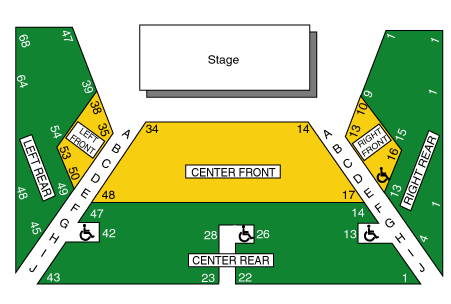 Stage
68
47
64
39
38
35
LEFT
FRONT
54
53
50
49
LEFT REAR
48
45
A
B
C
D
E
F
G
H
I
J
34
14
CENTER FRONT
48
17
47
14
42
28
26
13
CENTER REAR
43
23
22
1
A
B
C
D
E
F
G
H
I
J
1
1
9
10
13
RIGHT
FRONT
15
16
13
RIGHT REAR
1
1
4